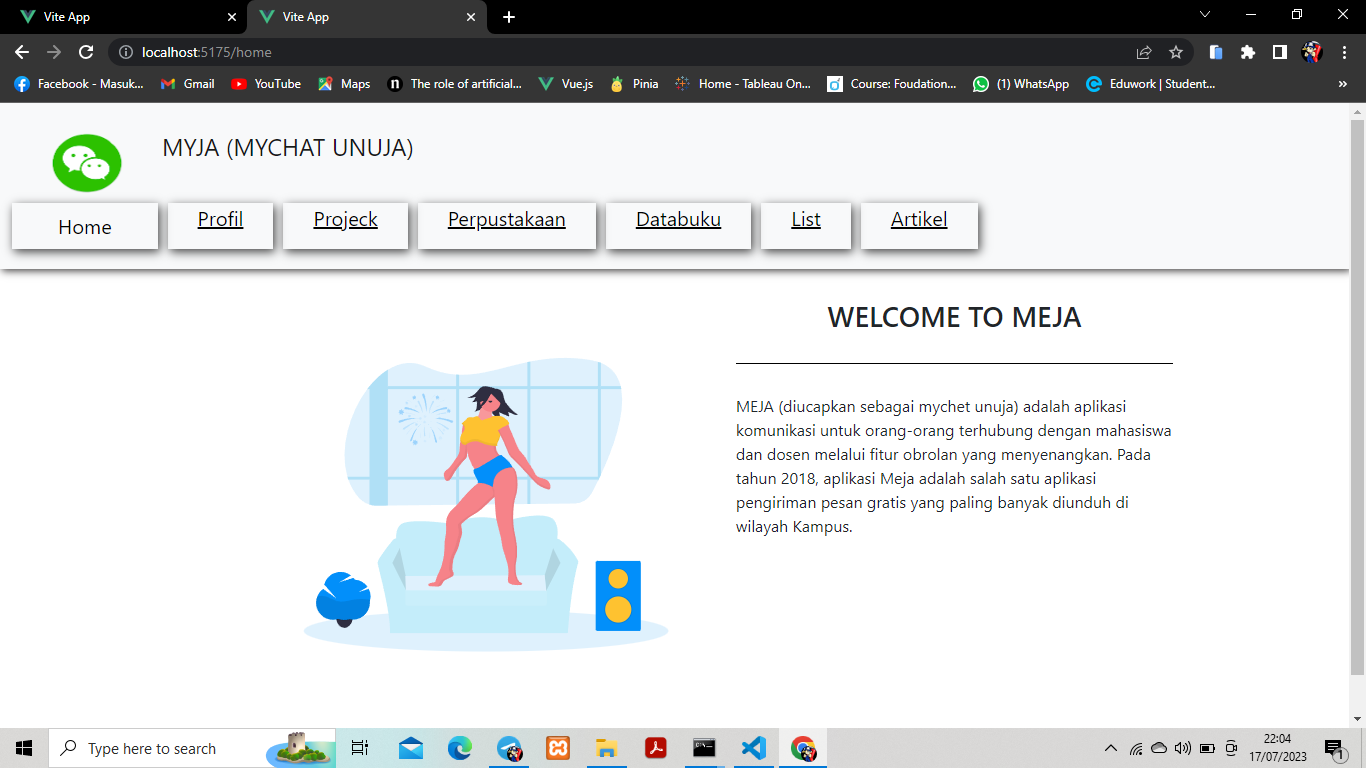 Vite App
Vite App
localhost:5175/home
Facebook - Masuk...
Gmail
YouTube
Maps
The role of artificial...
Vue.js
Pinia
Home - Tableau On...
Course: Foudation...
(1) WhatsApp
Eduwork | Student...
»
MYJA (MYCHAT UNUJA)
Home
Profil
Projeck
Perpustakaan
Databuku
List
Artikel
WELCOME TO MEJA
MEJA (diucapkan sebagai mychet unuja) adalah aplikasi
komunikasi untuk orang-orang terhubung dengan mahasiswa
dan dosen melalui fitur obrolan yang menyenangkan. Pada
tahun 2018, aplikasi Meja adalah salah satu aplikasi
pengiriman pesan gratis yang paling banyak diunduh di
wilayah Kampus.
Type here to search
22:04
17/07/2023
1